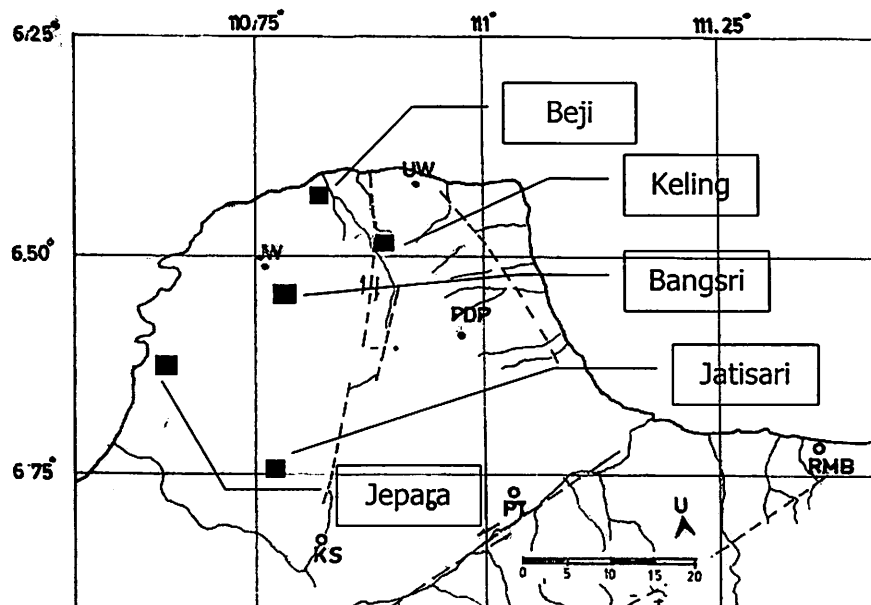 110.75° 111° 111.25°
6.25°
Beji
UW
Keling
6.50°
JW
Bangsri
PDP
Jatisari
6.75°
Jepara
RMB
PT
U
KS
0 5 10 15 20